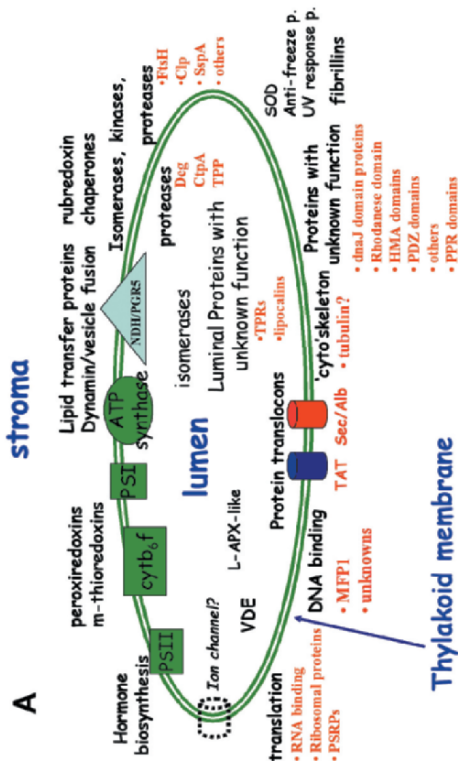 A
stroma
Hormone
biosynthesis
peroxiredoxins
m-thioredoxins
Lipid transfer proteins
Dynamin/vesicle fusion
rubredoxin
chaperones
Isomerases, kinases,
proteases
•FtsH
•Clp
• SspA
• others
PSII
cytb6f
PSI
ATP
synthase
NDH/PGR5
proteases
Deg
CtpA
TPP
Ion channel?
lumen
isomerases
VDE
L-APX-like
Luminal Proteins with
unknown function
•TPRs
•lipocalins
SOD
Anti-freeze p.
UV response p.
fibrillins
translation
• RNA binding
• Ribosomal proteins
• PSRPs
DNA binding
• MFP1
• unknowns
Protein translocons
TAT
Sec/Alb
'cyto'skeleton
• tubulin?
Proteins with
unknown function
• dnaJ domain proteins
• Rhodanese domain
• HMA domains
• PDZ domains
• others
• PPR domains
Thylakoid membrane